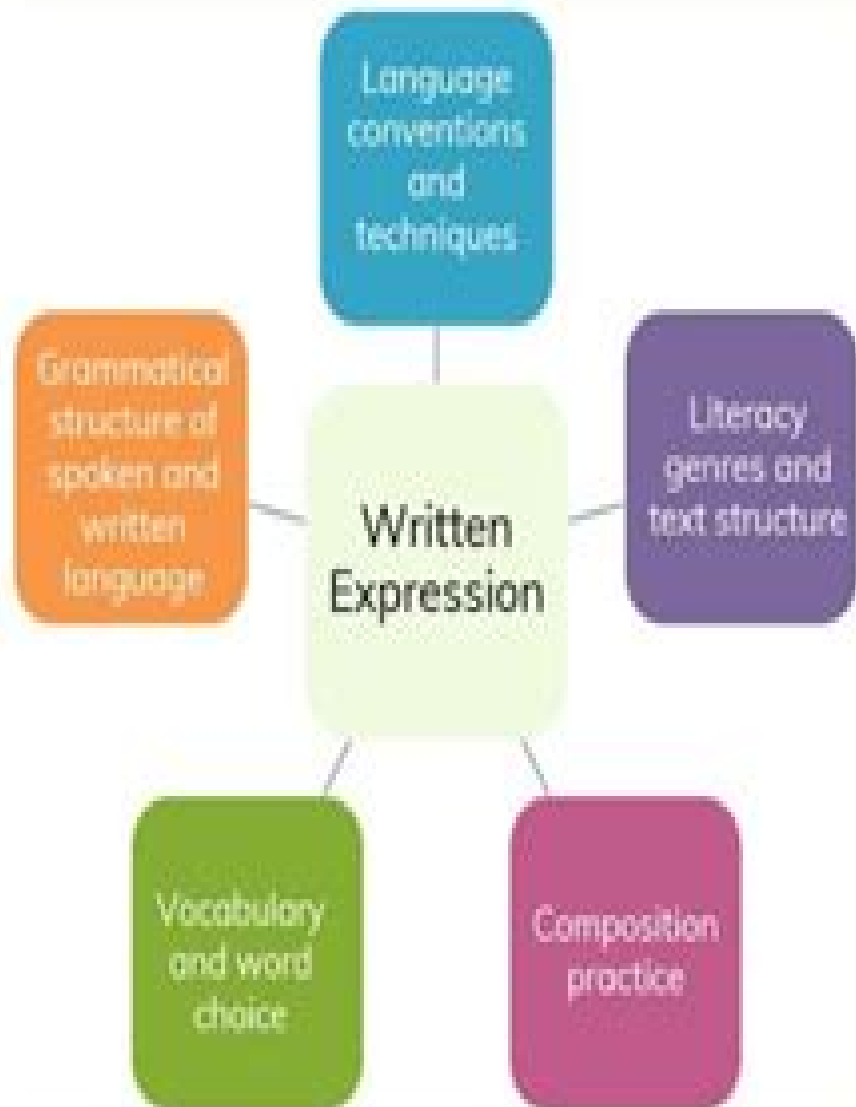 Language
conventions
and
techniques
Grammatical
structure of
spoken and
written
language
Literacy
genres and
text structure
Written
Expression
Vocabulary
and word
choice
Composition
practice